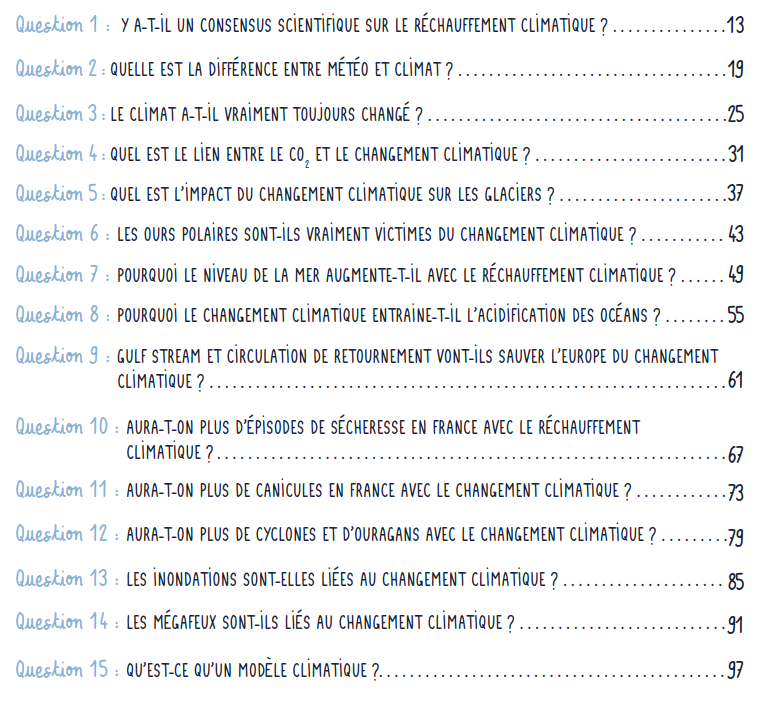 Question 1 : Y A-T-IL UN CONSENSUS SCIENTIFIQUE SUR LE RÉCHAUFFEMENT CLIMATIQUE ? .................13
Question 2 : QUELLE EST LA DIFFÉRENCE ENTRE MÉTÉO ET CLIMAT ? ........................................19
Question 3 : LE CLIMAT A-T-IL VRAIMENT TOUJOURS CHANGÉ ? .............................................25
Question 4 : QUEL EST LE LIEN ENTRE LE CO₂ ET LE CHANGEMENT CLIMATIQUE ? .............................31
Question 5 : QUEL EST L'IMPACT DU CHANGEMENT CLIMATIQUE SUR LES GLACIERS ? .........................37
Question 6 : LES OURS POLAIRES SONT-ILS VRAIMENT VICTIMES DU CHANGEMENT CLIMATIQUE ? ........... 43
Question 7 : POURQUOI LE NIVEAU DE LA MER AUGMENTE-T-IL AVEC LE RÉCHAUFFEMENT CLIMATIQUE ? ...... 49
Question 8 : POURQUOI LE CHANGEMENT CLIMATIQUE ENTRAINE-T-IL L'ACIDIFICATION DES OCÉANS ? ........ 55
Question 9 : GULF STREAM ET CIRCULATION DE RETOURNEMENT VONT-ILS SAUVER L'EUROPE DU CHANGEMENT
CLIMATIQUE ? ................................................................................61
Question 10 : AURA-T-ON PLUS D'ÉPISODES DE SÉCHERESSE EN FRANCE AVEC LE RÉCHAUFFEMENT
CLIMATIQUE ? ...............................................................................67
Question 11 : AURA-T-ON PLUS DE CANICULES EN FRANCE AVEC LE CHANGEMENT CLIMATIQUE ? ..............73
Question 12 : AURA-T-ON PLUS DE CYCLONES ET D'OURAGANS AVEC LE CHANGEMENT CLIMATIQUE ? ..........79
Question 13 : LES INONDATIONS SONT-ELLES LIÉES AU CHANGEMENT CLIMATIQUE ? ........................ 85
Question 14 : LES MÉGAFEUX SONT-ILS LIÉS AU CHANGEMENT CLIMATIQUE ? ................................91
Question 15 : QU'EST-CE QU'UN MODÈLE CLIMATIQUE ?.....................................................97